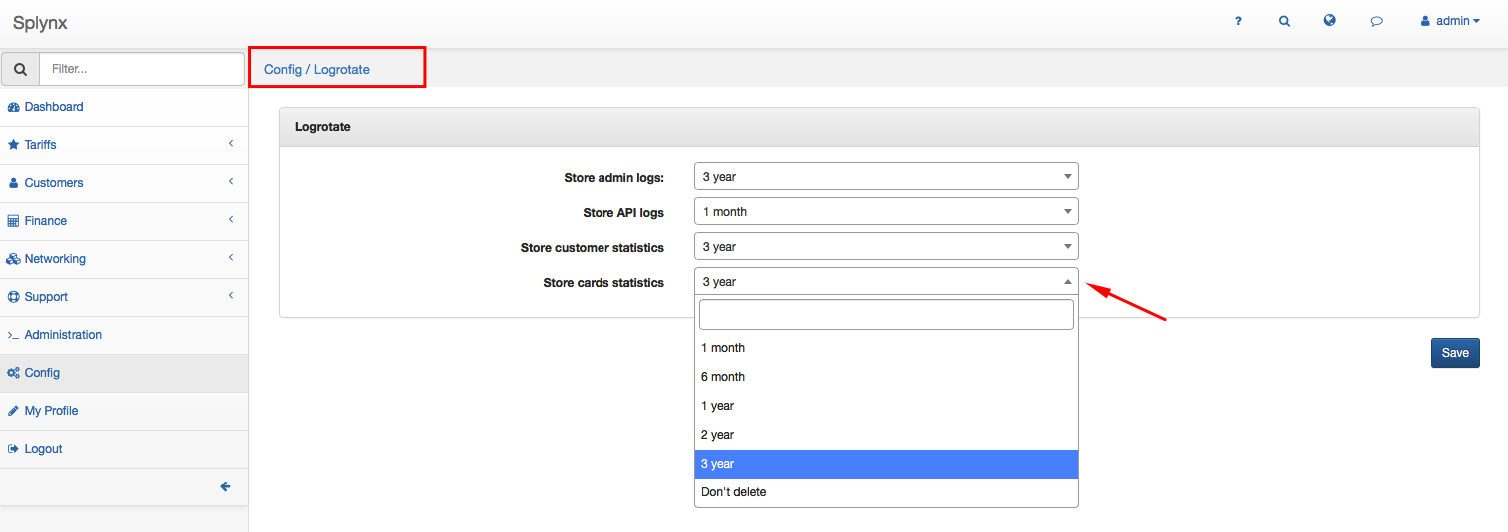 Splynx
? admin
Filter...
Config / Logrotate
Dashboard
Tariffs
Customers
Finance
Networking
Support
Administration
Config
My Profile
Logout
Logrotate
Store admin logs: 3 year
Store API logs 1 month
Store customer statistics 3 year
Store cards statistics 3 year
1 month
6 month
1 year
2 year
3 year
Don't delete
Save